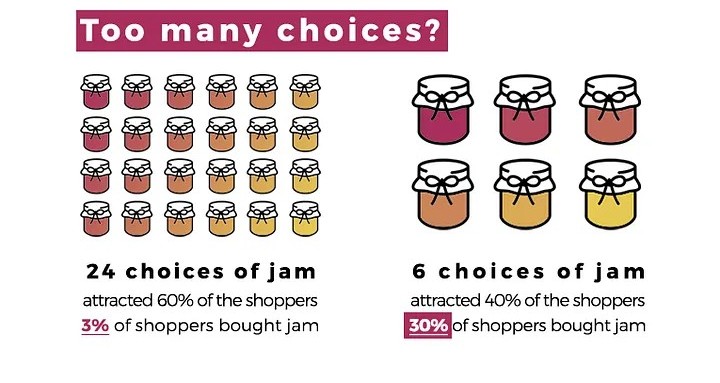 Too many choices?
24 choices of jam
attracted 60% of the shoppers
3% of shoppers bought jam
6 choices of jam
attracted 40% of the shoppers
30% of shoppers bought jam